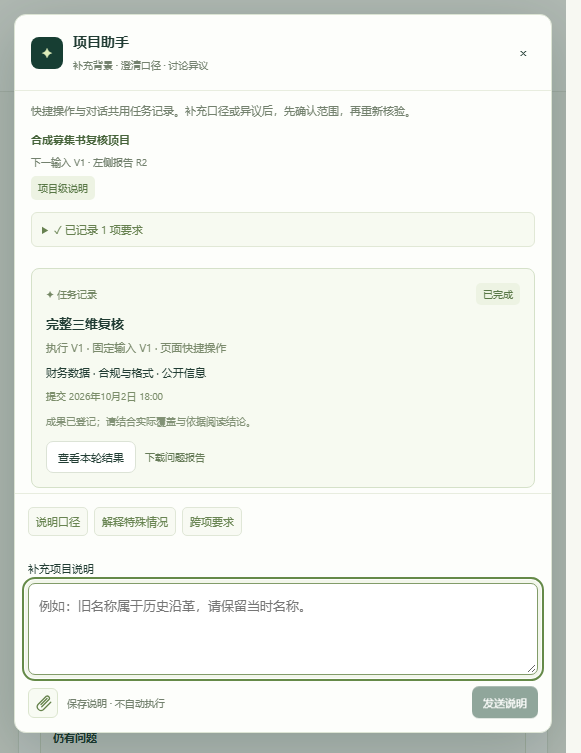 项目助手
补充背景 · 澄清口径 · 讨论异议
×
快捷操作与对话共用任务记录。补充口径或异议后，先确认范围，再重新核验。
合成募集书复核项目
下一输入 V1 · 左侧报告 R2
项目级说明
▶ ✓ 已记录 1 项要求
✦ 任务记录
已完成
完整三维复核
执行 V1 · 固定输入 V1 · 页面快捷操作
财务数据 · 合规与格式 · 公开信息
提交 2026年10月2日 18:00
成果已登记；请结合实际覆盖与依据阅读结论。
查看本轮结果 下载问题报告
说明口径 解释特殊情况 跨项要求
补充项目说明
例如：旧名称属于历史沿革，请保留当时名称。
保存说明 · 不自动执行
发送说明
仍有问题